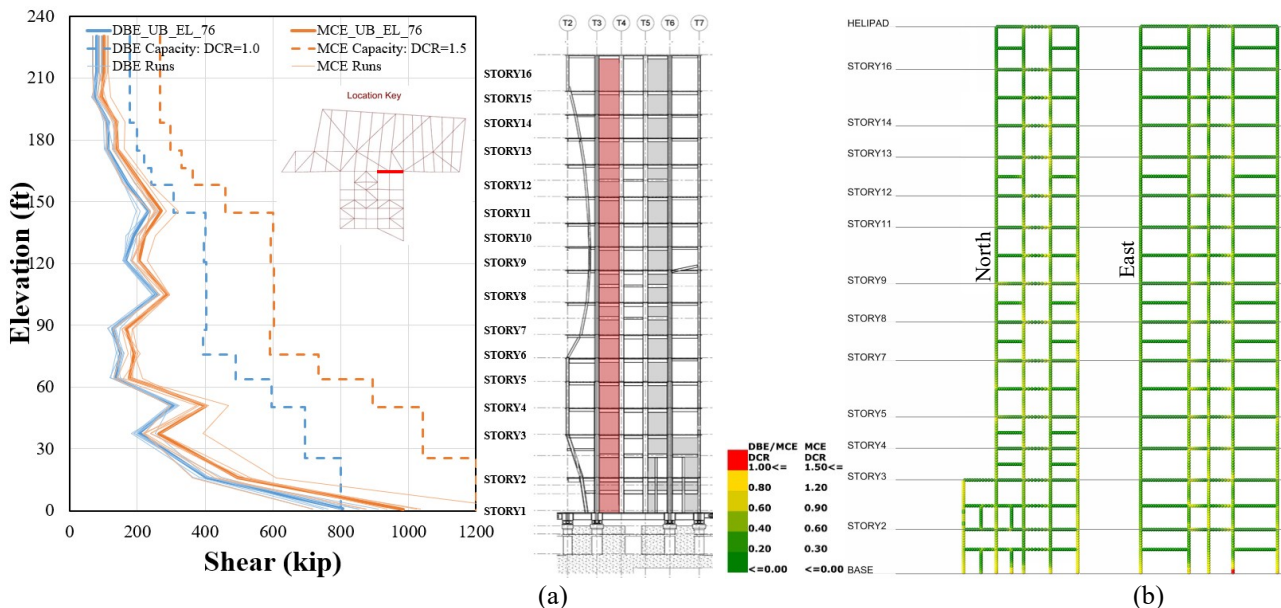 240
210
180
150
120
90
60
30
0
Elevation (ft)
0 200 400 600 800 1000 1200
Shear (kip)
DBE_UB_EL_76 MCE_UB_EL_76
DBE Capacity: DCR=1.0 MCE Capacity: DCR=1.5
DBE Runs MCE Runs
Location Key
T2 T3 T4 T5 T6 T7
STORY16
STORY15
STORY14
STORY13
STORY12
STORY11
STORY10
STORY9
STORY8
STORY7
STORY6
STORY5
STORY4
STORY3
STORY2
STORY1
DBE/MCE MCE
DCR DCR
1.00<= 1.50<=
0.80 1.20
0.60 0.90
0.40 0.60
0.20 0.30
<=0.00 <=0.00
(a)
HELIPAD
STORY16
STORY14
STORY13
STORY12
STORY11
STORY9
STORY8
STORY7
STORY5
STORY4
STORY3
STORY2
BASE
North
East
(b)